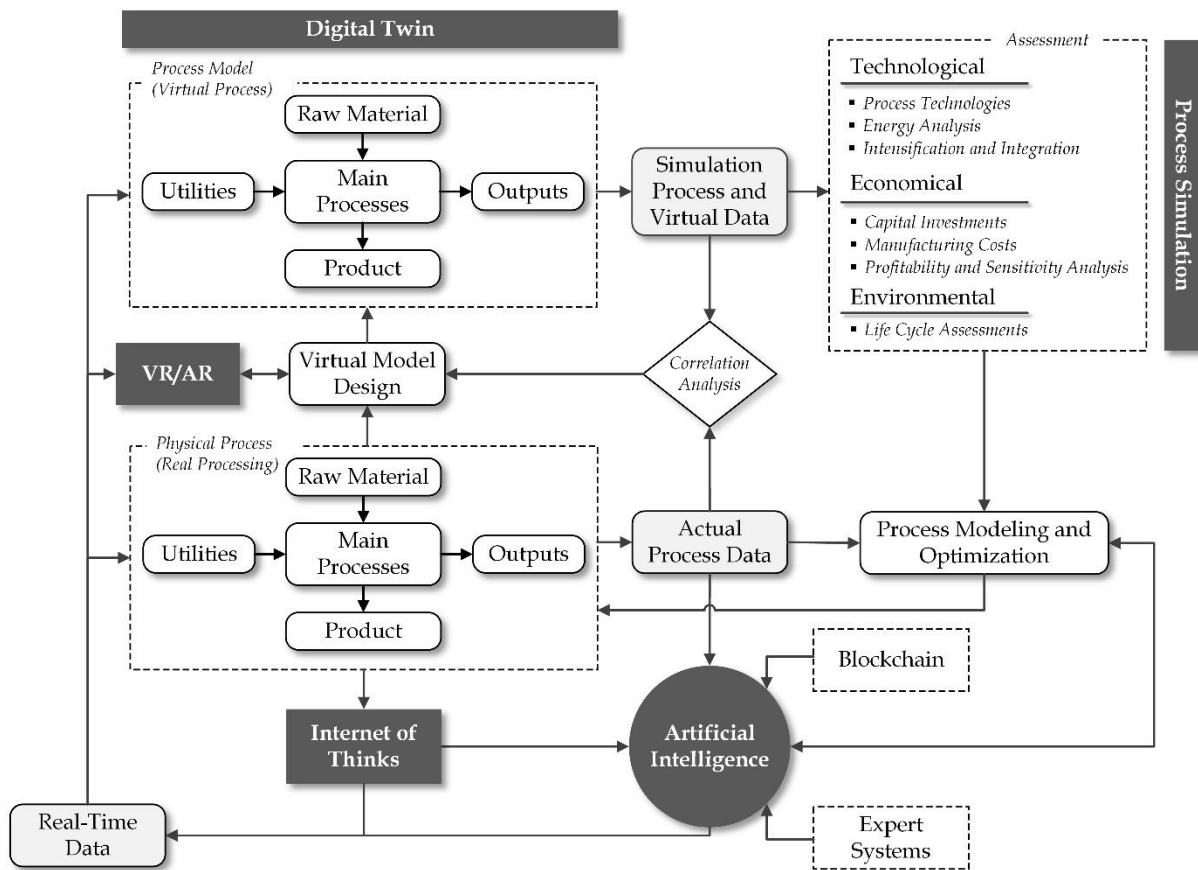 Digital Twin
Assessment
Process Model
(Virtual Process)
Raw Material
Utilities
Main
Processes
Outputs
Product
Simulation
Process and
Virtual Data
Technological
▪ Process Technologies
▪ Energy Analysis
▪ Intensification and Integration
Economical
▪ Capital Investments
▪ Manufacturing Costs
▪ Profitability and Sensitivity Analysis
Environmental
▪ Life Cycle Assessments
Process Simulation
VR/AR
Virtual Model
Design
Correlation
Analysis
Physical Process
(Real Processing)
Raw Material
Utilities
Main
Processes
Outputs
Product
Actual
Process Data
Process Modeling and
Optimization
Blockchain
Internet of
Thinks
Artificial
Intelligence
Real-Time
Data
Expert
Systems